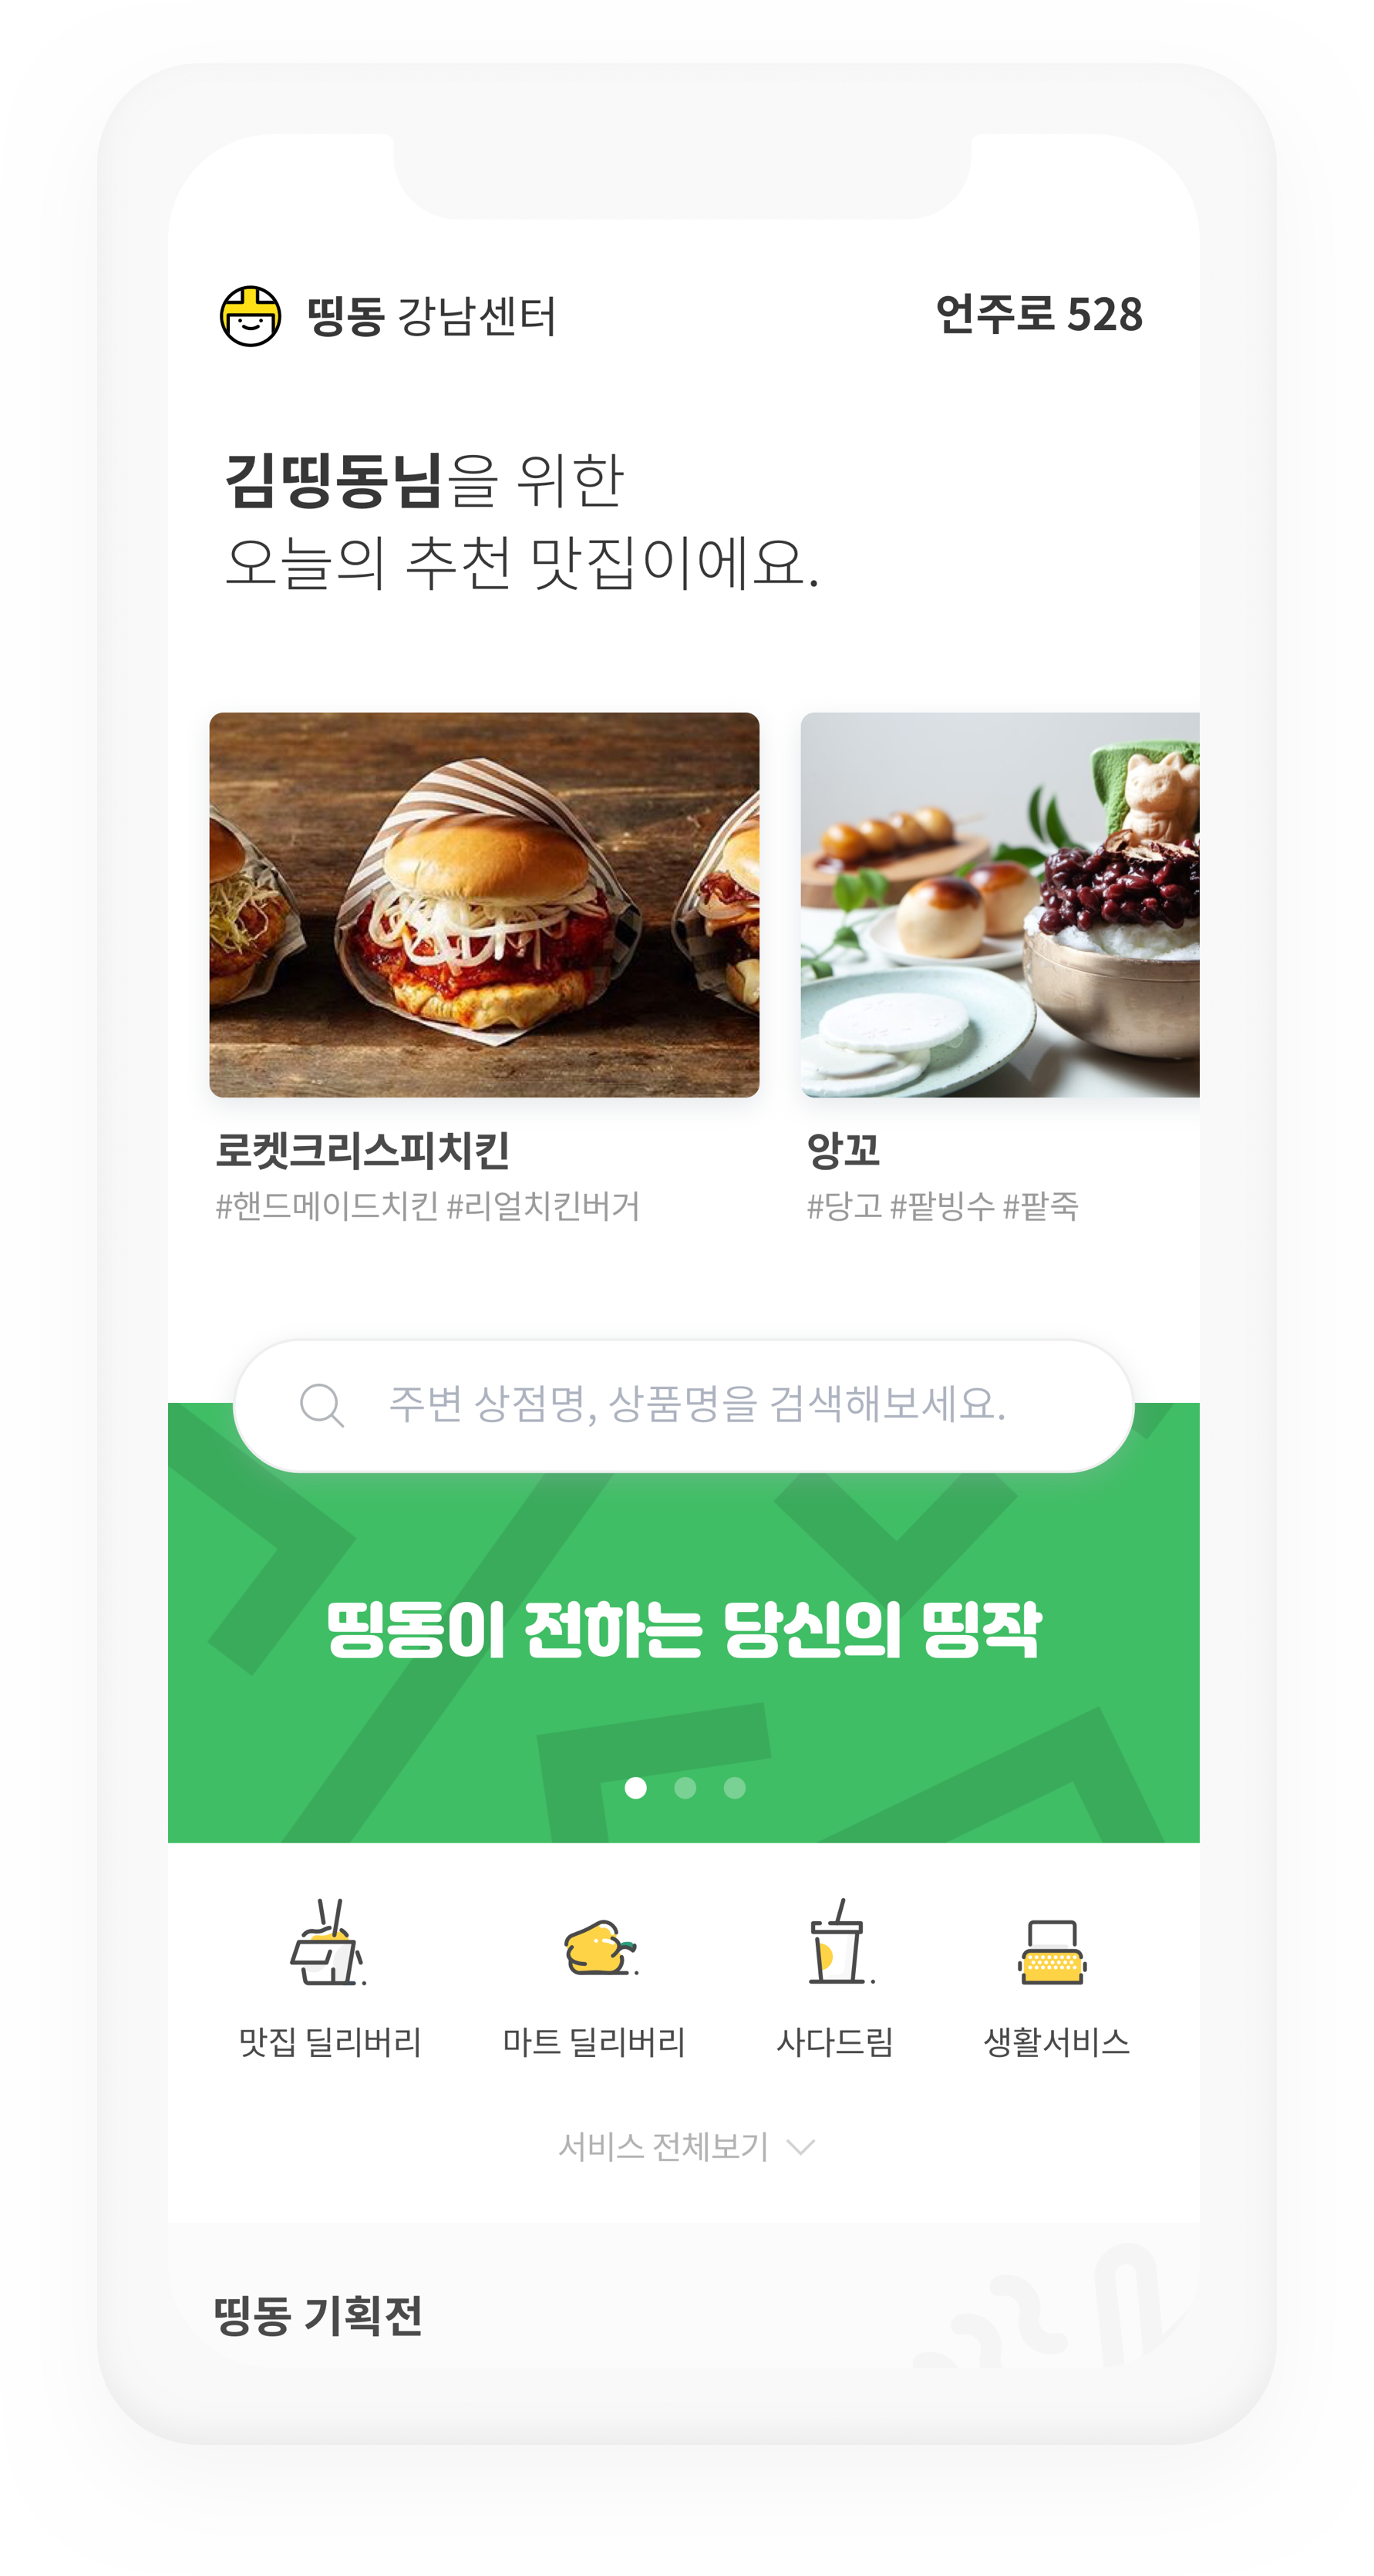 띵동 강남센터
언주로 528
김띵동님을 위한
오늘의 추천 맛집이에요.
로켓크리스피치킨
#핸드메이드치킨 #리얼치킨버거
앙꼬
#당고 #팥빙수 #팥죽
주변 상점명, 상품명을 검색해보세요.
띵동이 전하는 당신의 띵작
맛집 딜리버리
마트 딜리버리
사다드림
생활서비스
서비스 전체보기
띵동 기획전